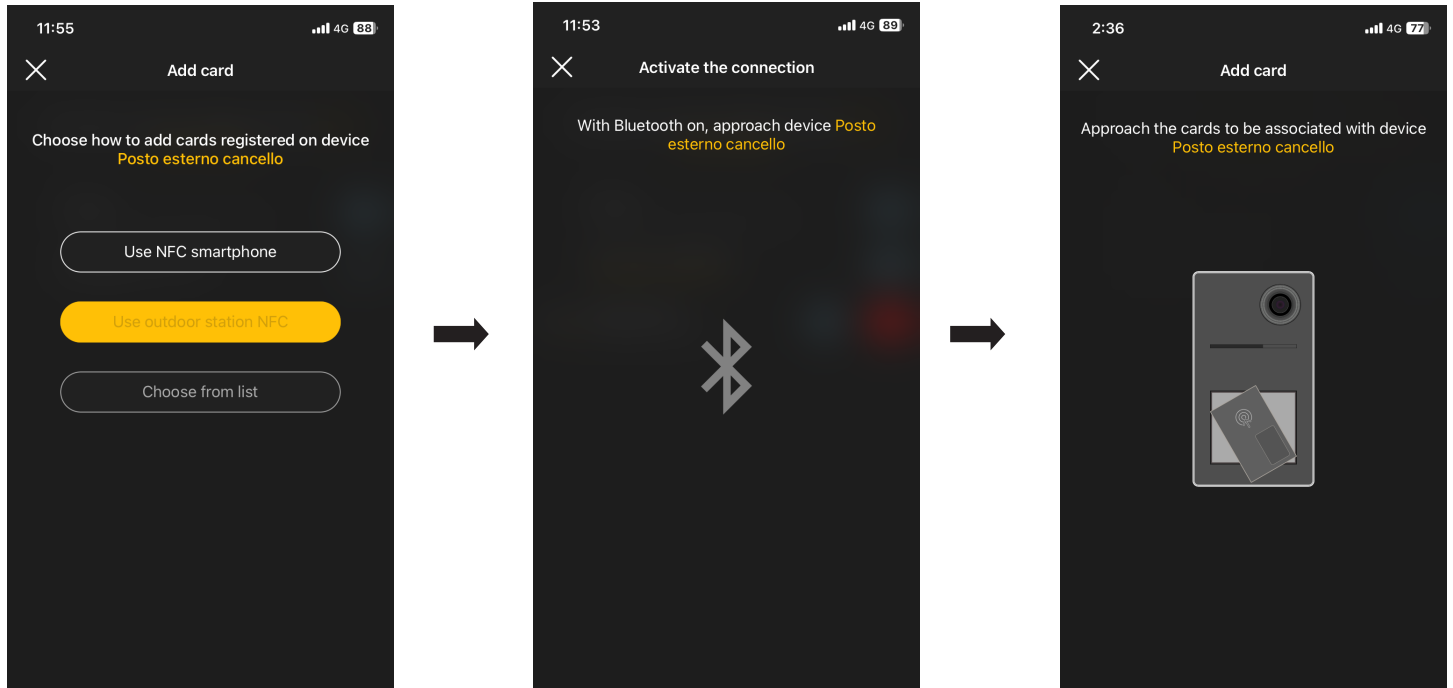 11:55
4G 88
Add card
Choose how to add cards registered on device
Posto esterno cancello
Use NFC smartphone
Use outdoor station NFC
Choose from list
11:53
4G 89
Activate the connection
With Bluetooth on, approach device Posto
esterno cancello
2:36
4G 77
Add card
Approach the cards to be associated with device
Posto esterno cancello